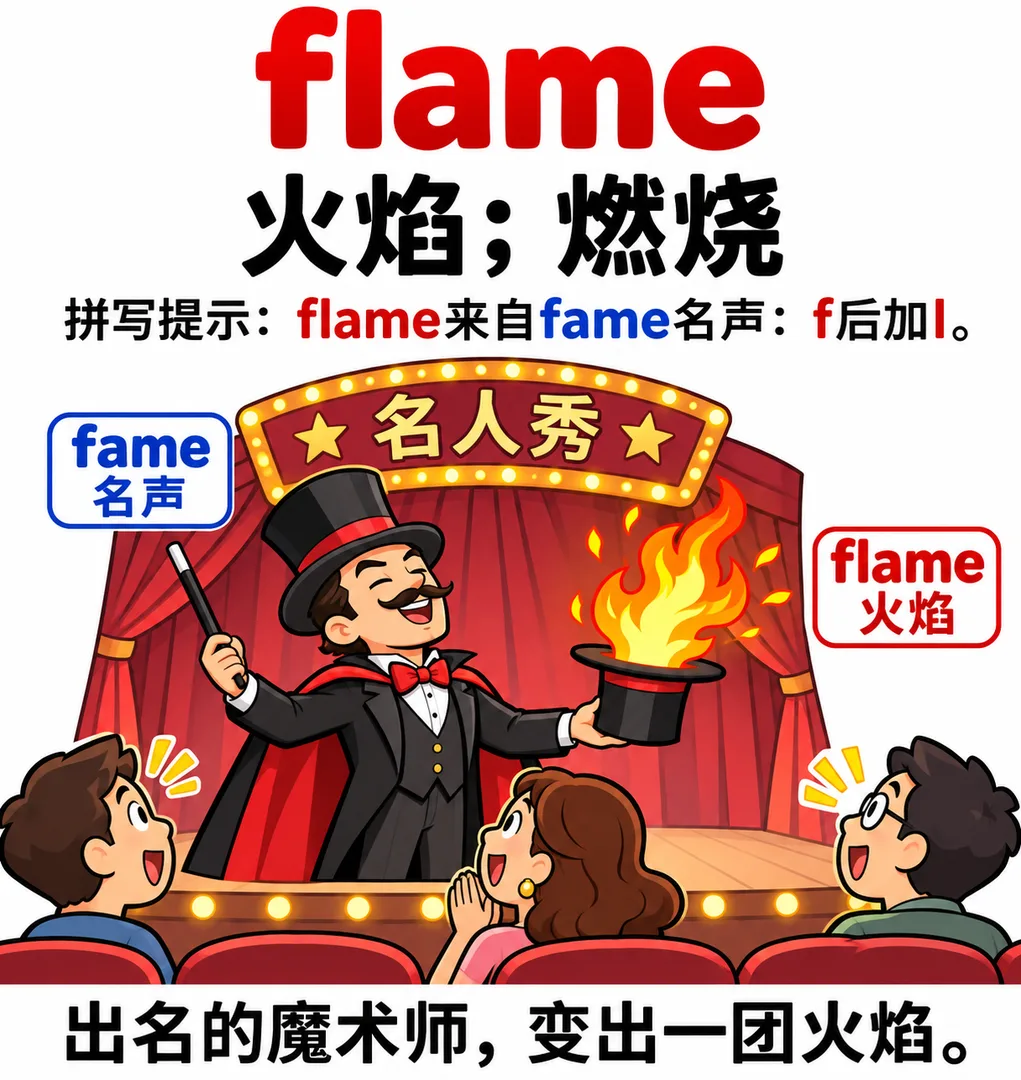 flame
火焰；燃烧
拼写提示：flame来自fame名声：f后加l。
名人秀
fame
名声
flame
火焰
出名的魔术师，变出一团火焰。